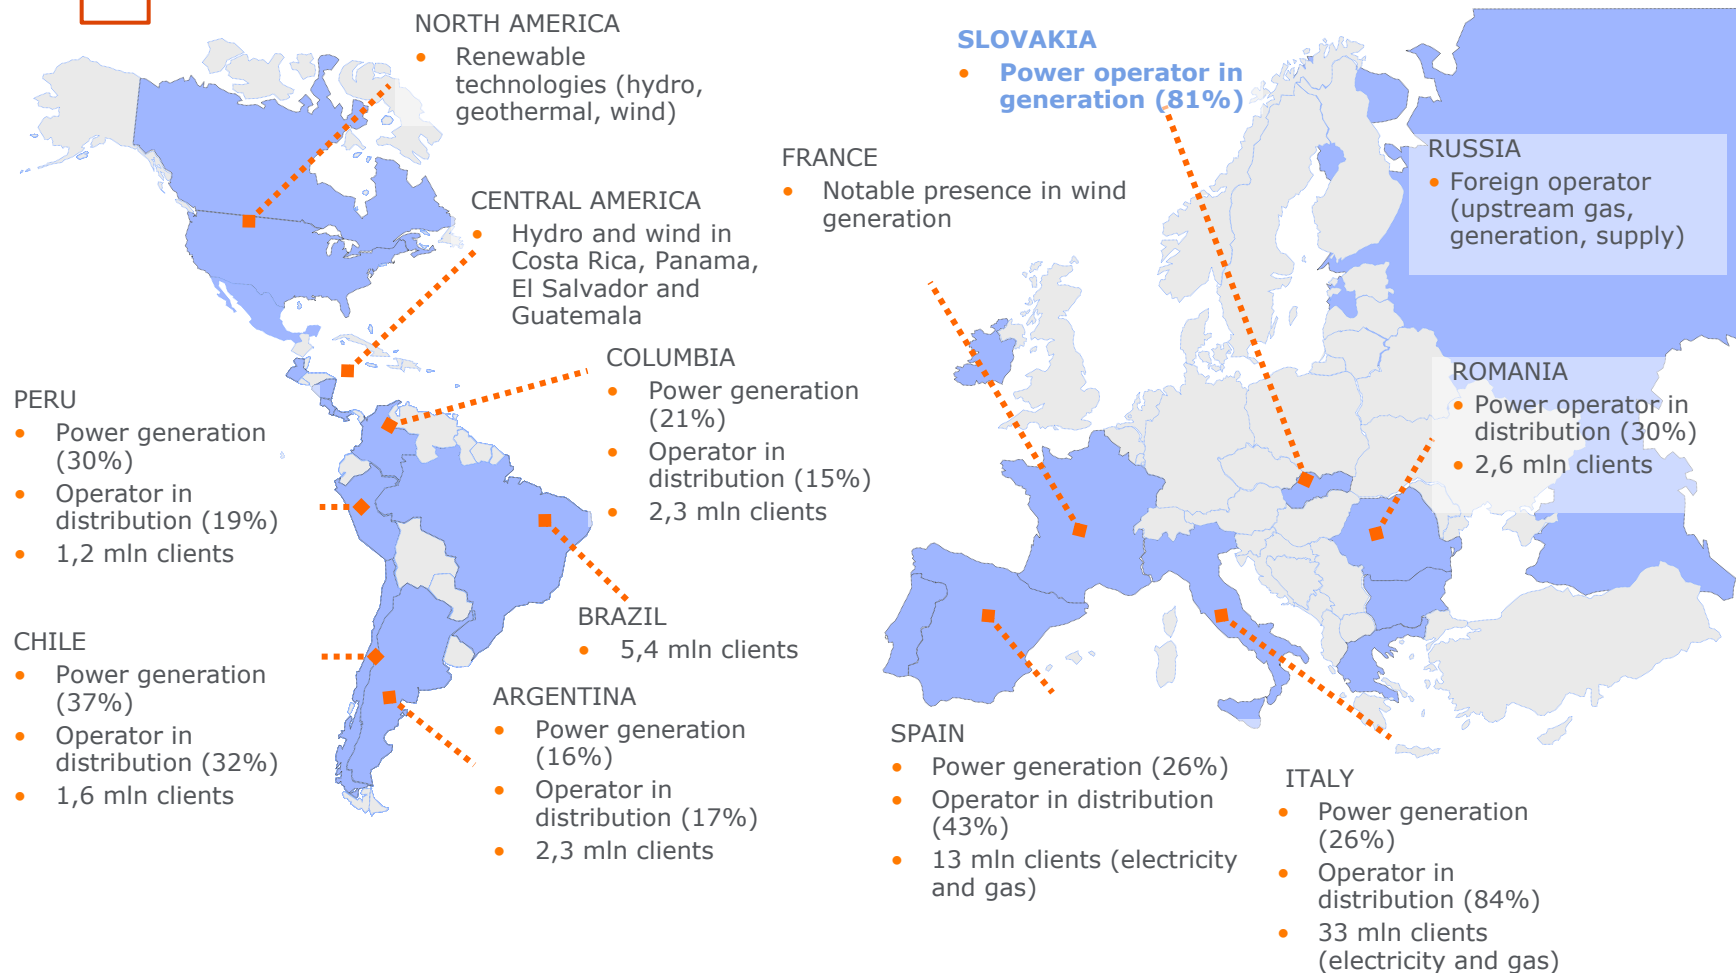 NORTH AMERICA
• Renewable
technologies (hydro,
geothermal, wind)
CENTRAL AMERICA
• Hydro and wind in
Costa Rica, Panama,
El Salvador and
Guatemala
COLUMBIA
• Power generation
(21%)
• Operator in
distribution (15%)
• 2,3 mln clients
PERU
• Power generation
(30%)
• Operator in
distribution (19%)
• 1,2 mln clients
BRAZIL
• 5,4 mln clients
CHILE
• Power generation
(37%)
• Operator in
distribution (32%)
• 1,6 mln clients
ARGENTINA
• Power generation
(16%)
• Operator in
distribution (17%)
• 2,3 mln clients
SLOVAKIA
• Power operator in
generation (81%)
FRANCE
• Notable presence in wind
generation
RUSSIA
• Foreign operator
(upstream gas,
generation, supply)
ROMANIA
• Power operator in
distribution (30%)
• 2,6 mln clients
SPAIN
• Power generation (26%)
• Operator in distribution
(43%)
• 13 mln clients (electricity
and gas)
ITALY
• Power generation
(26%)
• Operator in
distribution (84%)
• 33 mln clients
(electricity and gas)